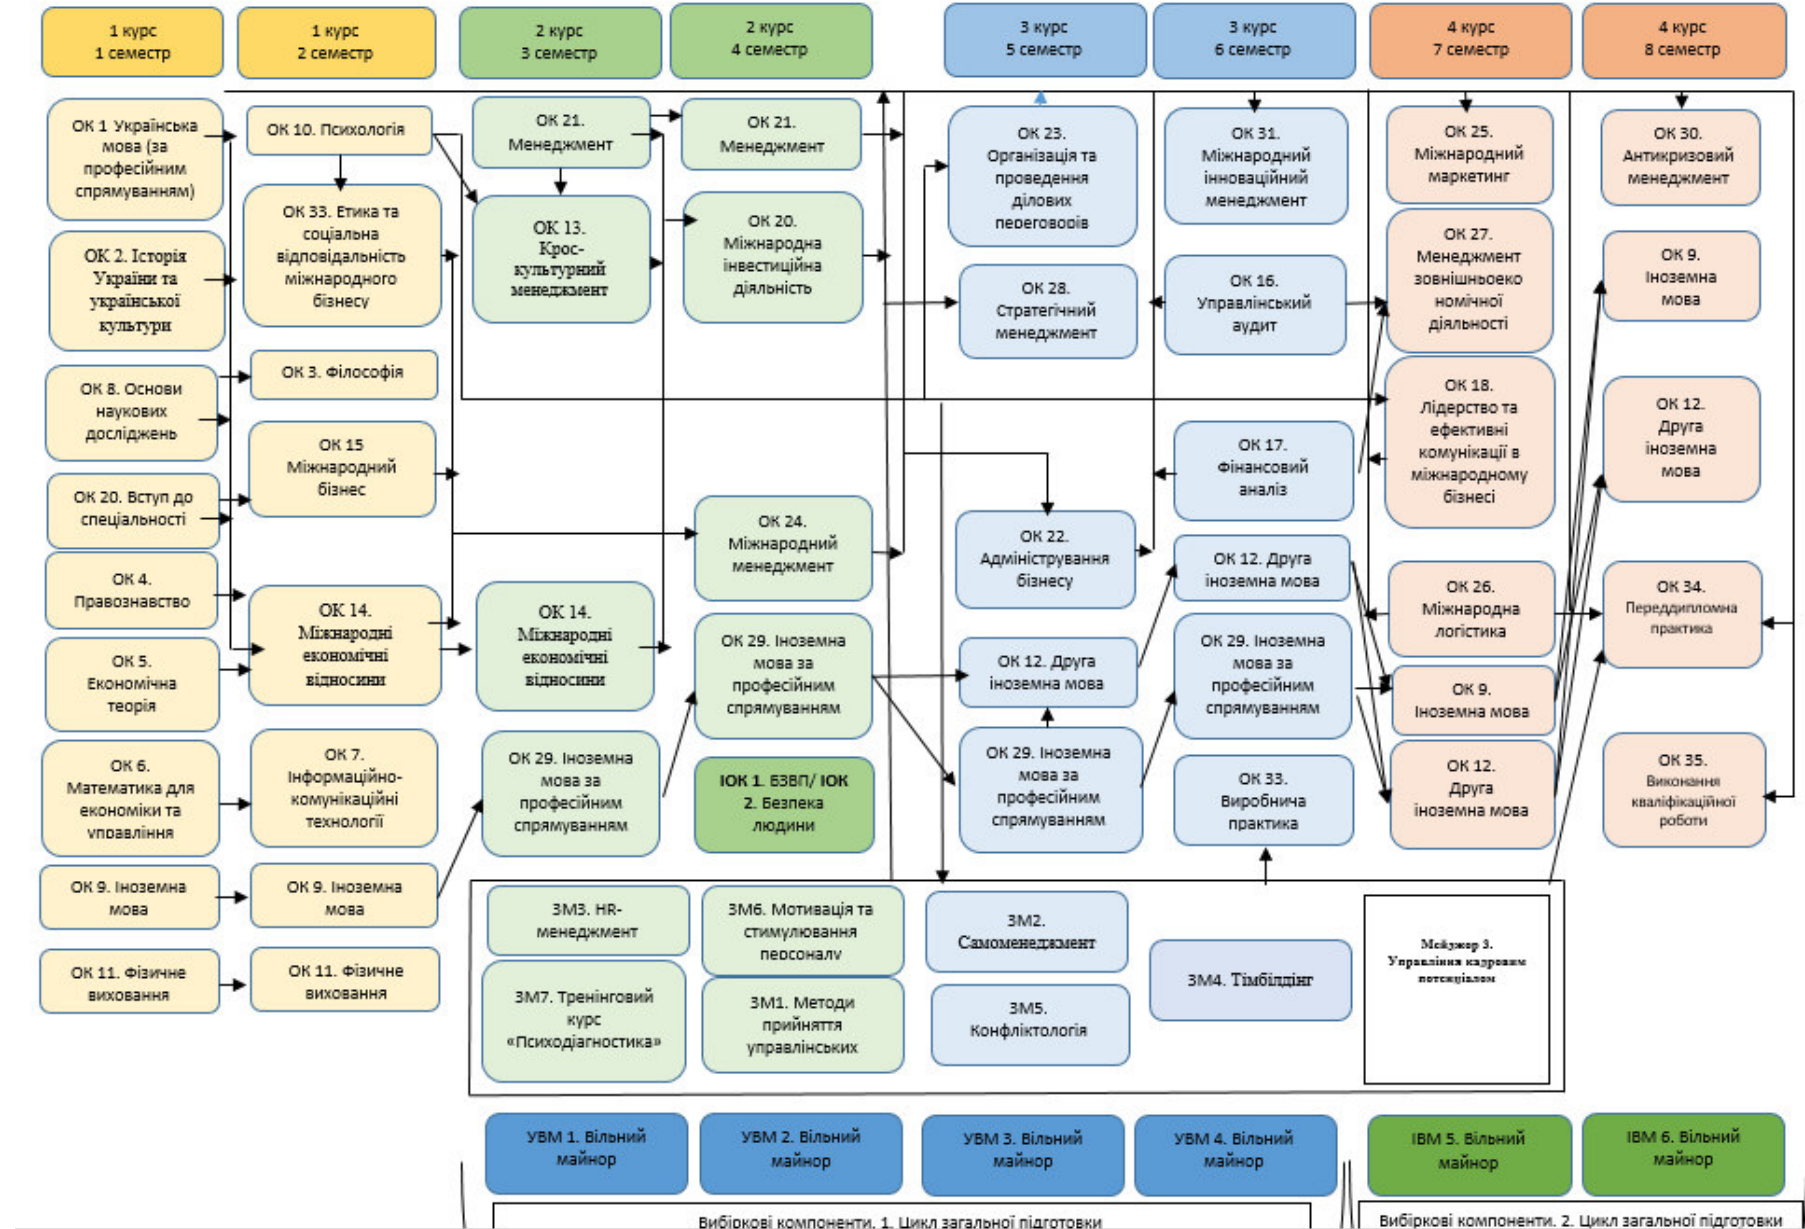 1 курс
1 семестр
1 курс
2 семестр
2 курс
3 семестр
2 курс
4 семестр
3 курс
5 семестр
3 курс
6 семестр
4 курс
7 семестр
4 курс
8 семестр
ОК 1 Українська
мова (за
професійним
спрямуванням)
ОК 2. Історія
України та
української
культури
ОК 8. Основи
наукових
досліджень
ОК 20. Вступ до
спеціальності
ОК 4.
Правознавство
ОК 5.
Економічна
теорія
ОК 6.
Математика для
економіки та
управління
ОК 9. Іноземна
мова
ОК 11. Фізичне
виховання
ОК 10. Психологія
ОК 33. Етика та
соціальна
відповідальність
міжнародного
бізнесу
ОК 3. Філософія
ОК 15
Міжнародний
бізнес
ОК 14.
Міжнародні
економічні
відносини
ОК 7.
Інформаційно-
комунікаційні
технології
ОК 9. Іноземна
мова
ОК 11. Фізичне
виховання
ОК 21.
Менеджмент
ОК 13.
Крос-
культурний
менеджмент
ОК 14.
Міжнародні
економічні
відносини
ОК 29. Іноземна
мова за
професійним
спрямуванням
ОК 21.
Менеджмент
ОК 20.
Міжнародна
інвестиційна
діяльність
ОК 24.
Міжнародний
менеджмент
ОК 29. Іноземна
мова за
професійним
спрямуванням
ІОК 1. БЗВП/ ІОК
2. Безпека
людини
ОК 23.
Організація та
проведення
ділових
переговорів
ОК 28.
Стратегічний
менеджмент
ОК 22.
Адміністрування
бізнесу
ОК 12. Друга
іноземна мова
ОК 29. Іноземна
мова за
професійним
спрямуванням
ОК 31.
Міжнародний
інноваційний
менеджмент
ОК 16.
Управлінський
аудит
ОК 17.
Фінансовий
аналіз
ОК 12. Друга
іноземна мова
ОК 29. Іноземна
мова за
професійним
спрямуванням
ОК 33.
Виробнича
практика
ОК 25.
Міжнародний
маркетинг
ОК 27.
Менеджмент
зовнішньоеко
номічної
діяльності
ОК 18.
Лідерство та
ефективні
комунікації в
міжнародному
бізнесі
ОК 26.
Міжнародна
логістика
ОК 9.
Іноземна мова
ОК 12.
Друга
іноземна мова
ОК 30.
Антикризовий
менеджмент
ОК 9.
Іноземна
мова
ОК 12.
Друга
іноземна
мова
ОК 34.
Переддипломна
практика
ОК 35.
Виконання
кваліфікаційної
роботи
3М3. HR-
менеджмент
3М7. Тренінговий
курс
«Психодіагностика»
3М6. Мотивація та
стимулювання
персоналу
3М1. Методи
прийняття
управлінських
3М2.
Самоменеджмент
3М5.
Конфліктологія
3М4. Тімбілдінг
Мейджор 3.
Управління кадровим
потенціалом
УВМ 1. Вільний
майнор
УВМ 2. Вільний
майнор
УВМ 3. Вільний
майнор
УВМ 4. Вільний
майнор
ІВМ 5. Вільний
майнор
ІВМ 6. Вільний
майнор
Вибіркові компоненти. 1. Цикл загальної підготовки
Вибіркові компоненти. 2. Цикл загальної підготовки